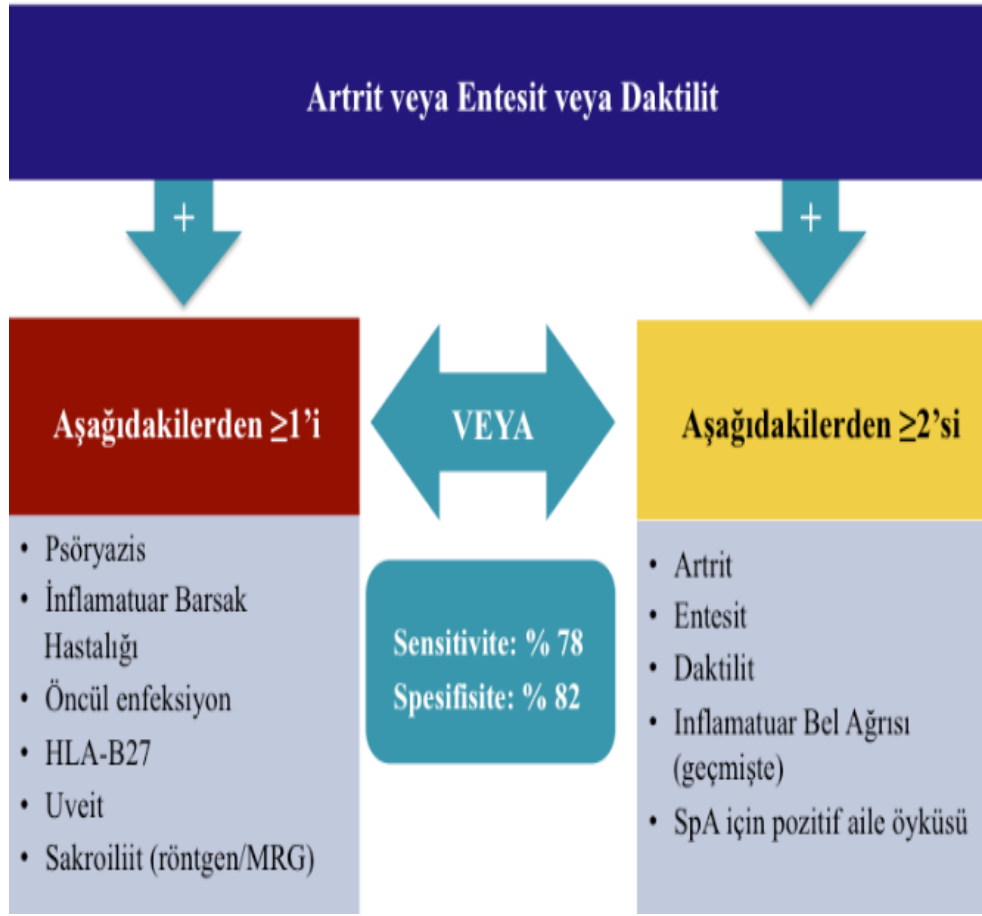 Artrit veya Entesit veya Daktilit
+
+
Aşağıdakilerden ≥1’i
VEYA
Aşağıdakilerden ≥2’si
• Psöryazis
• İnflamatuar Barsak
Hastalığı
• Öncül enfeksiyon
• HLA-B27
• Uveit
• Sakroiliit (röntgen/MRG)
Sensitivite: % 78
Spesifisite: % 82
• Artrit
• Entesit
• Daktilit
• Inflamatuar Bel Ağrısı
(geçmişte)
• SpA için pozitif aile öyküsü